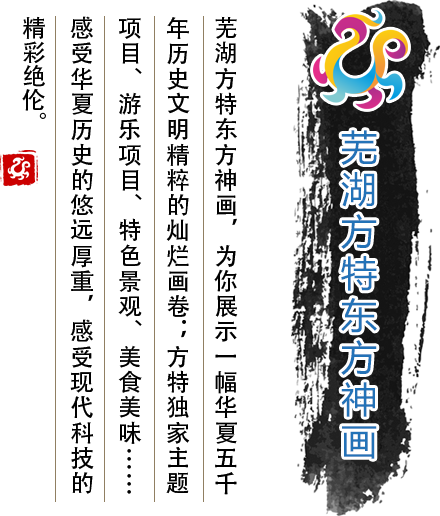 芜湖方特东方神画
芜湖方特东方神画，为你展示一幅华夏五千
年历史文明精粹的灿烂画卷；方特独家主题
项目、游乐项目、特色景观、美食美味……
感受华夏历史的悠远厚重，感受现代科技的
精彩绝伦。